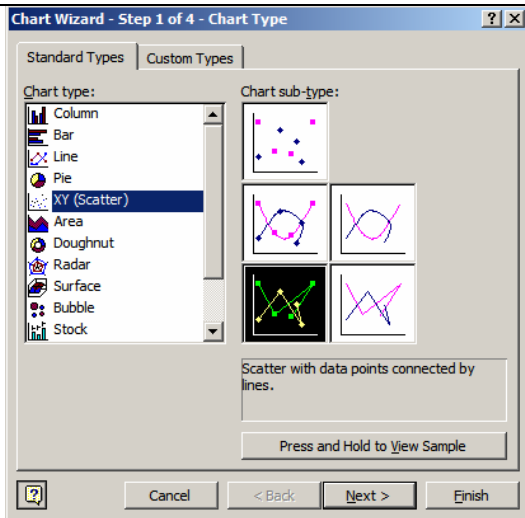 Chart Wizard - Step 1 of 4 - Chart Type
Standard Types
Custom Types
Chart type:
Chart sub-type:
Column
Bar
Line
Pie
XY (Scatter)
Area
Doughnut
Radar
Surface
Bubble
Stock
Scatter with data points connected by
lines.
Press and Hold to View Sample
Cancel
< Back
Next >
Finish